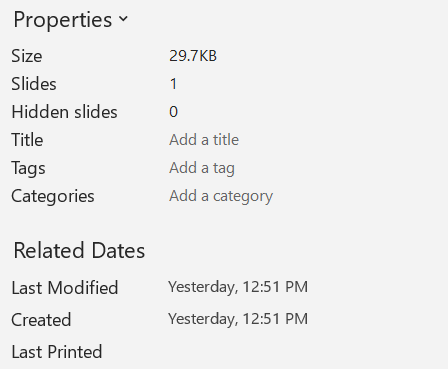 Properties
Size 29.7KB
Slides 1
Hidden slides 0
Title Add a title
Tags Add a tag
Categories Add a category
Related Dates
Last Modified Yesterday, 12:51 PM
Created Yesterday, 12:51 PM
Last Printed